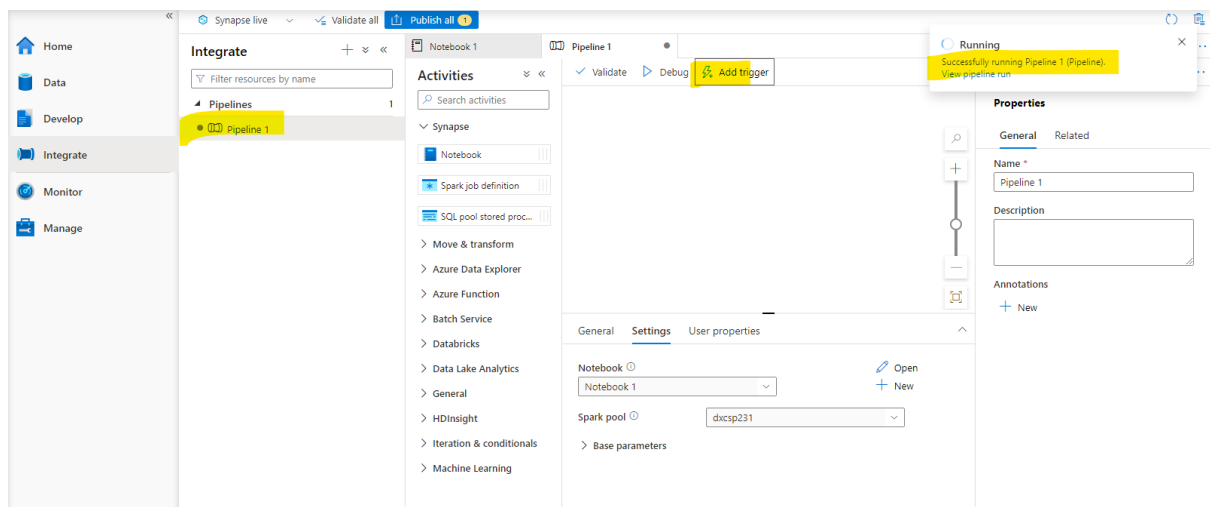 «
Synapse live
Validate all
Publish all 1
Home
Data
Develop
Integrate
Monitor
Manage
Integrate
+ « «
Filter resources by name
Pipelines 1
Pipeline 1
Notebook 1
Pipeline 1
Activities
«
Search activities
Synapse
Notebook
Spark job definition
SQL pool stored proc...
Move & transform
Azure Data Explorer
Azure Function
Batch Service
Databricks
Data Lake Analytics
General
HDInsight
Iteration & conditionals
Machine Learning
Validate
Debug
Add trigger
General Settings User properties
Notebook
Open
Notebook 1
New
Spark pool
dxcsp231
Base parameters
Running
Successfully running Pipeline 1 (Pipeline).
View pipeline run
Properties
General Related
Name *
Pipeline 1
Description
Annotations
New